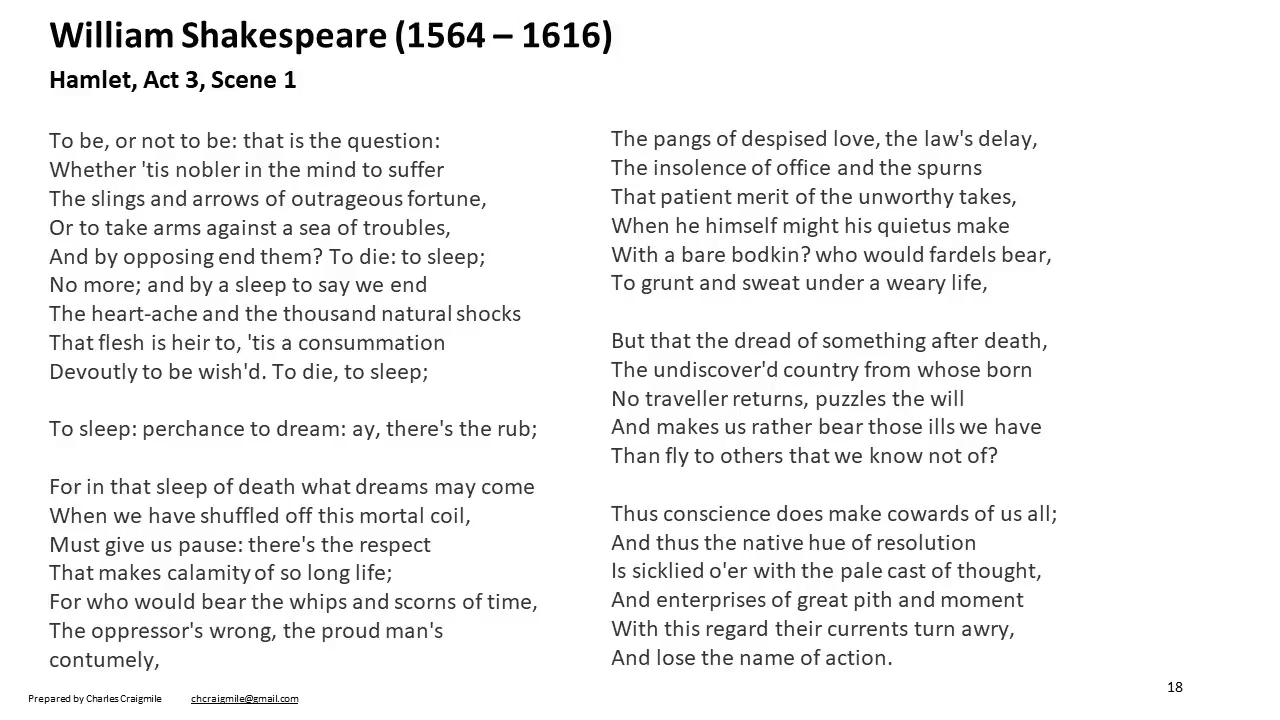 William Shakespeare (1564 – 1616)
Hamlet, Act 3, Scene 1
To be, or not to be: that is the question:
Whether 'tis nobler in the mind to suffer
The slings and arrows of outrageous fortune,
Or to take arms against a sea of troubles,
And by opposing end them? To die: to sleep;
No more; and by a sleep to say we end
The heart-ache and the thousand natural shocks
That flesh is heir to, 'tis a consummation
Devoutly to be wish'd. To die, to sleep;
To sleep: perchance to dream: ay, there's the rub;
For in that sleep of death what dreams may come
When we have shuffled off this mortal coil,
Must give us pause: there's the respect
That makes calamity of so long life;
For who would bear the whips and scorns of time,
The oppressor's wrong, the proud man's
contumely,
The pangs of despised love, the law's delay,
The insolence of office and the spurns
That patient merit of the unworthy takes,
When he himself might his quietus make
With a bare bodkin? who would fardels bear,
To grunt and sweat under a weary life,
But that the dread of something after death,
The undiscover'd country from whose born
No traveller returns, puzzles the will
And makes us rather bear those ills we have
Than fly to others that we know not of?
Thus conscience does make cowards of us all;
And thus the native hue of resolution
Is sicklied o'er with the pale cast of thought,
And enterprises of great pith and moment
With this regard their currents turn awry,
And lose the name of action.
Prepared by Charles Craigmile chcraigmile@gmail.com
18